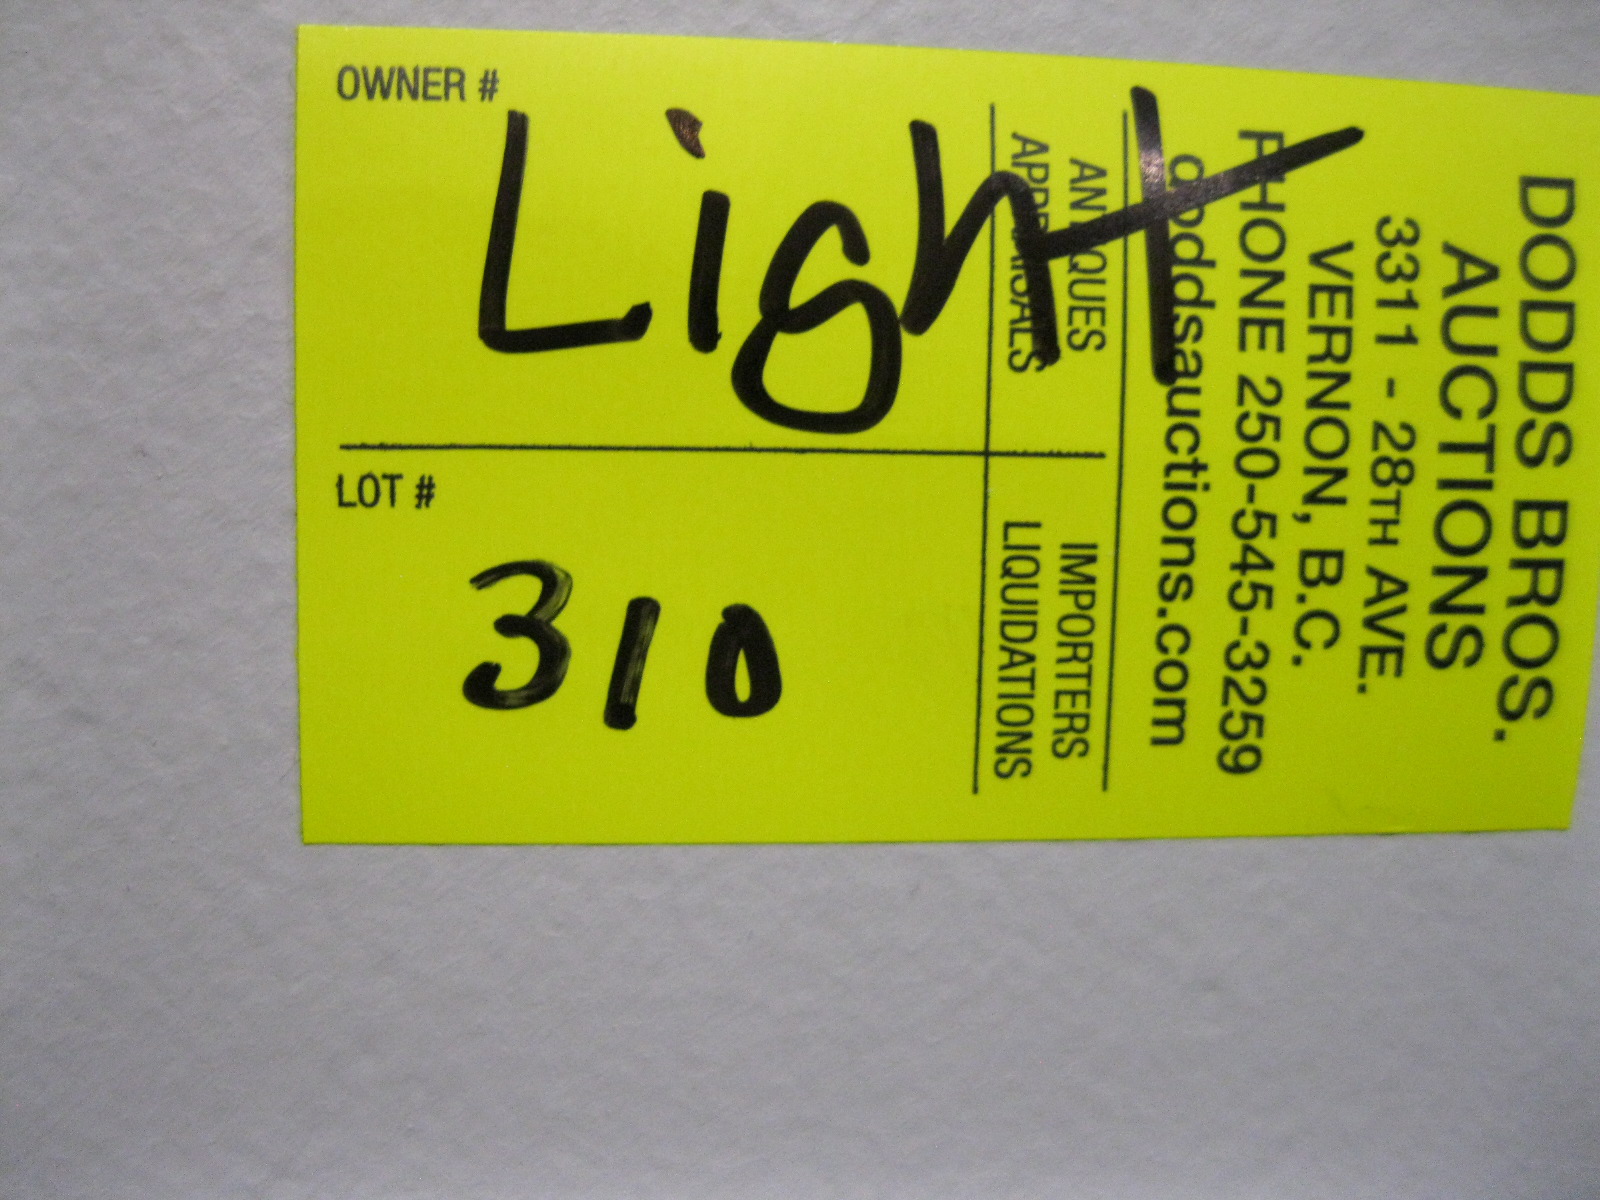 OWNER #
Light
LOT #
310
DODDS BROS.
AUCTIONS
3311 - 28TH AVE.
VERNON, B.C.
PHONE 250-545-3259
doddsauctions.com
ANTIQUES
APPRAISALS
IMPORTERS
LIQUIDATIONS